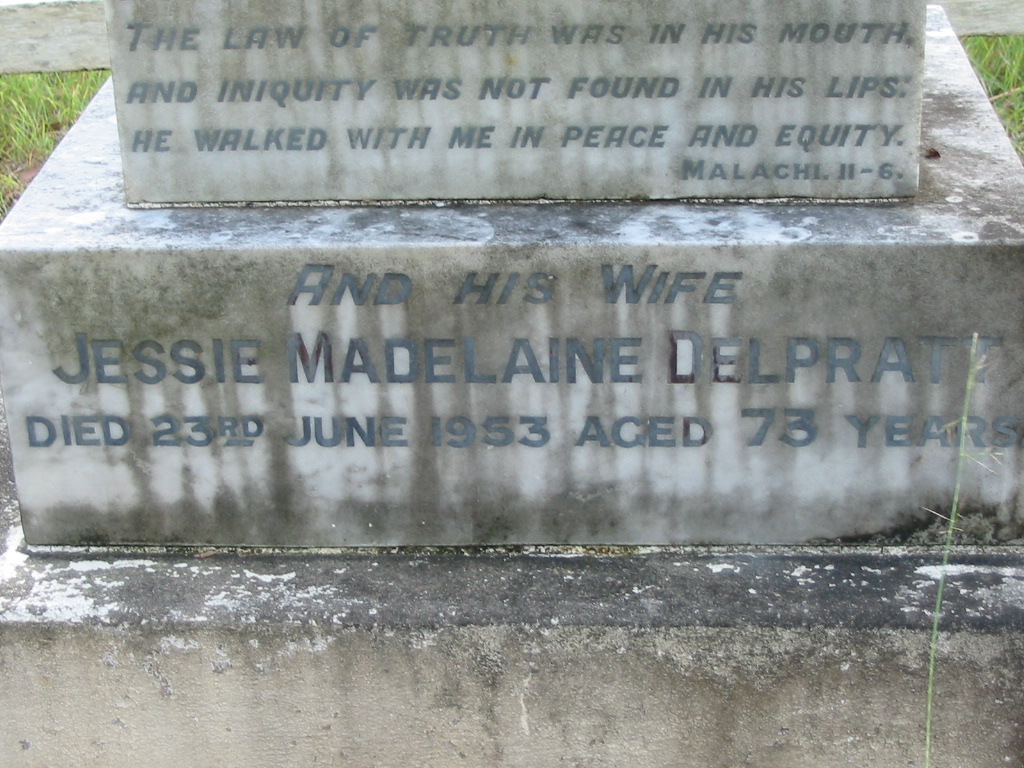 THE LAW OF TRUTH WAS IN HIS MOUTH,
AND INIQUITY WAS NOT FOUND IN HIS LIPS:
HE WALKED WITH ME IN PEACE AND EQUITY.
MALACHI. II-6.
AND HIS WIFE
JESSIE MADELAINE DELPRATT
DIED 23RD JUNE 1953 AGED 73 YEARS